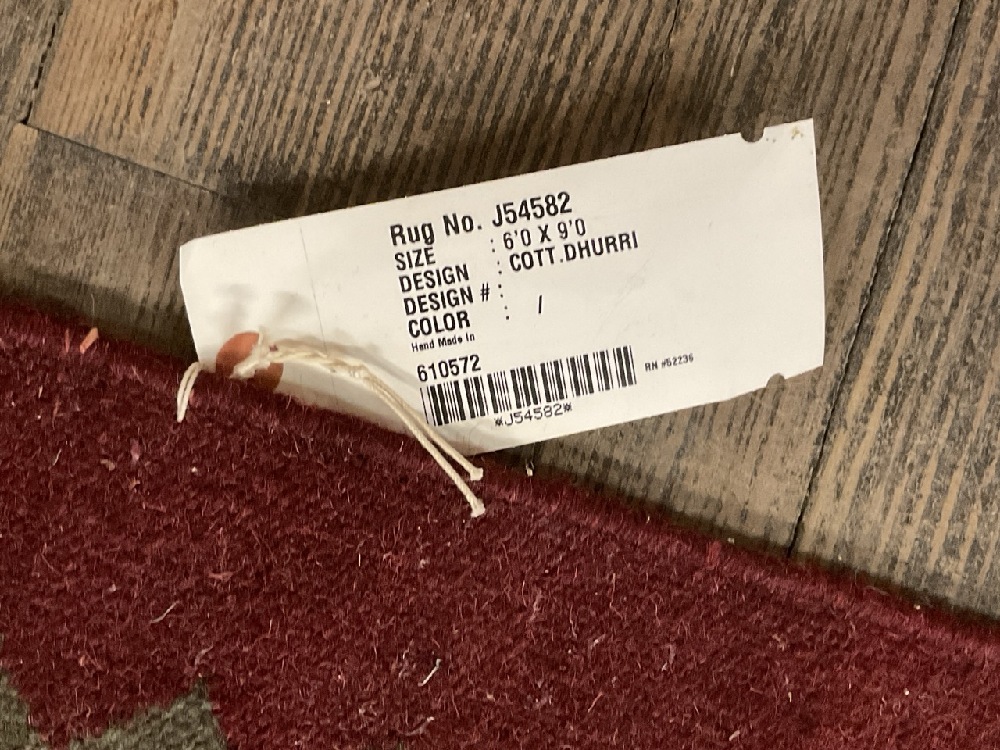 Rug No. J54582
SIZE : 6'0 X 9'0
DESIGN : COTT.DHURRI
DESIGN # :
COLOR : /
Hand Made in
610572
RN #52236
*J54582*